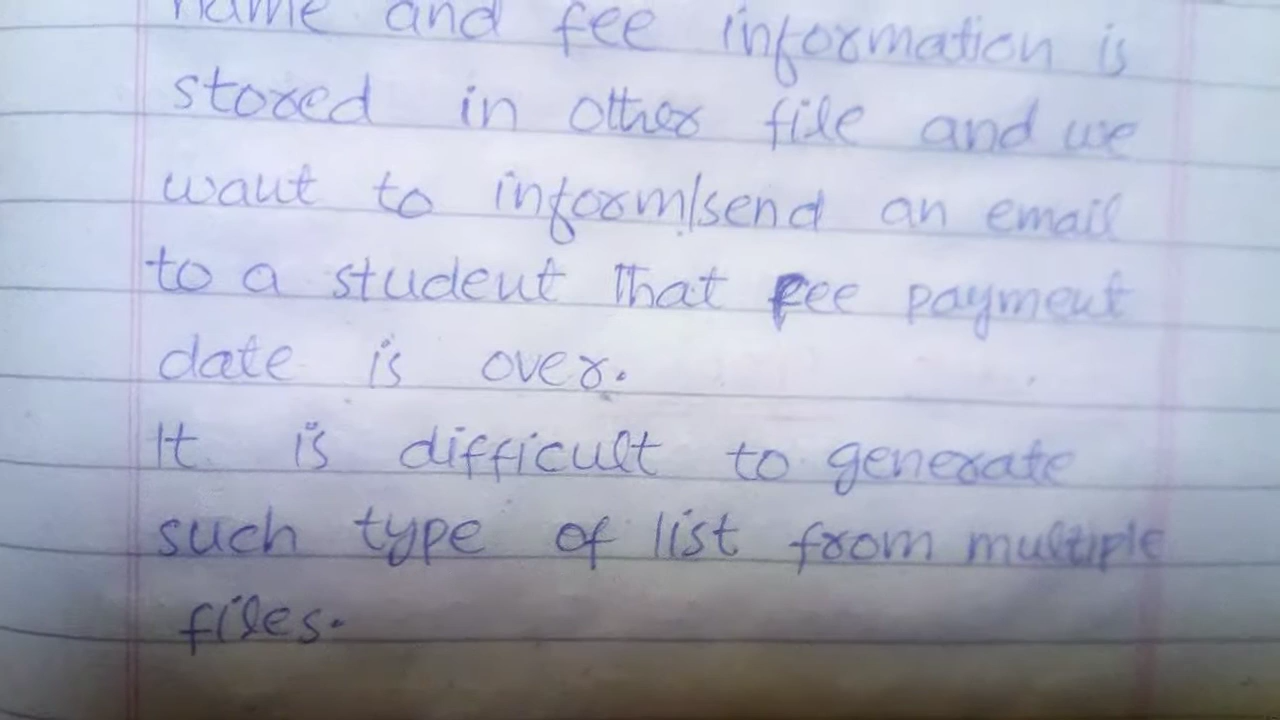 name and fee information is
stored in other file and we
want to inform/send an email
to a student that fee payment
date is over.
It is difficult to generate
such type of list from multiple
files.